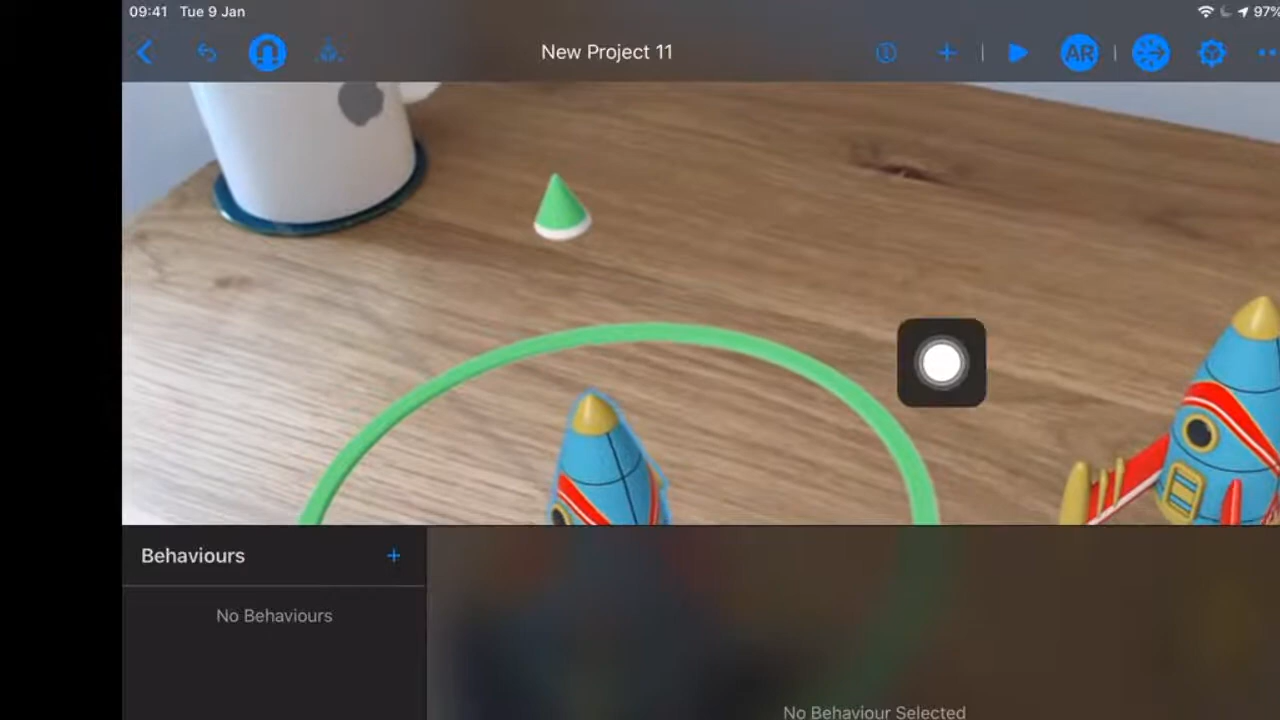 09:41 Tue 9 Jan
97%
New Project 11
AR
Behaviours
No Behaviours
No Behaviour Selected